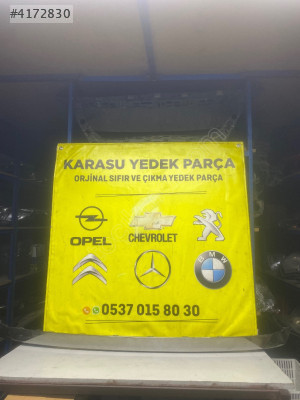 #4172830
KARASU YEDEK PARÇA
ORJİNAL SIFIR VE ÇIKMA YEDEK PARÇA
OPEL
CHEVROLET
BMW
0537 015 80 30